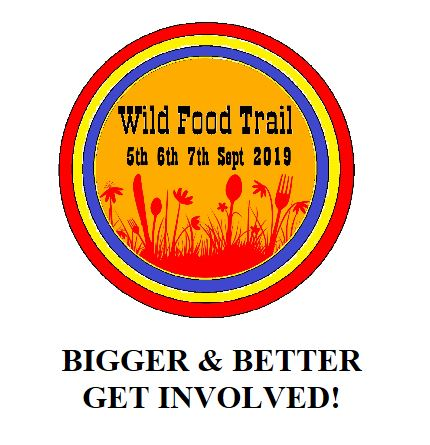 Wild Food Trail
5th 6th 7th Sept 2019
BIGGER & BETTER
GET INVOLVED!